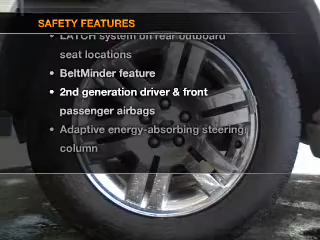 SAFETY FEATURES
• LATCH system on rear outboard
seat locations
• BeltMinder feature
• 2nd generation driver & front
passenger airbags
• Adaptive energy-absorbing steering
column